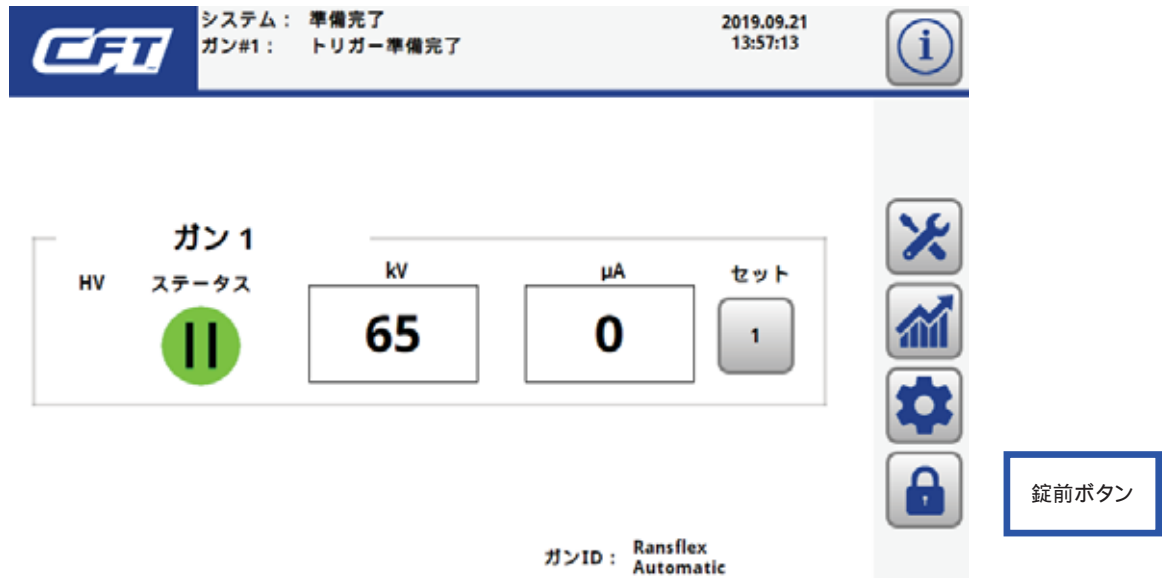 CFT
システム： 準備完了
ガン#1： トリガー準備完了
2019.09.21
13:57:13
i
ガン 1
HV ステータス kV µA セット
65 0 1
錠前ボタン
ガンID： Ransflex
Automatic